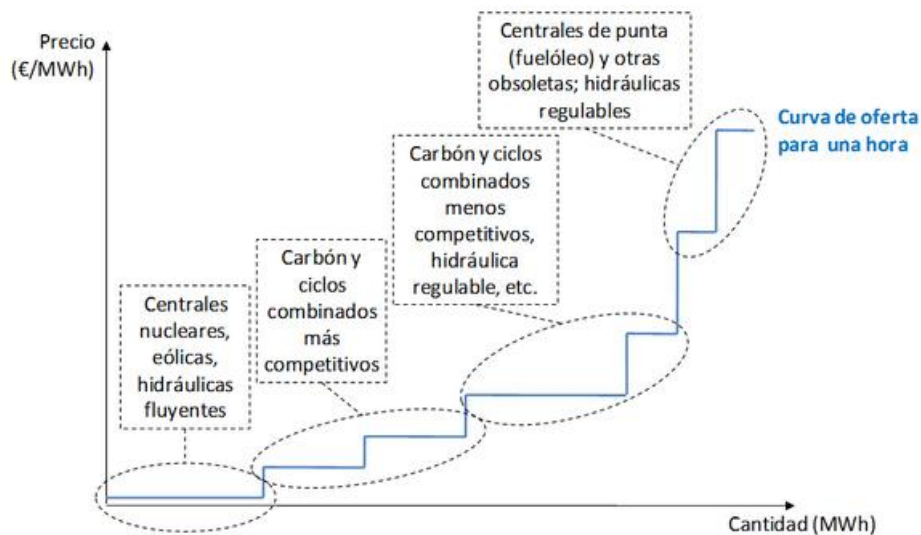 Precio
(€/MWh)
Centrales de punta
(fuelóleo) y otras
obsoletas; hidráulicas
regulables
Curva de oferta
para una hora
Carbón y ciclos
combinados
menos
competitivos,
hidráulica
regulable, etc.
Carbón y
ciclos
combinados
más
competitivos
Centrales
nucleares,
eólicas,
hidráulicas
fluyentes
Cantidad (MWh)